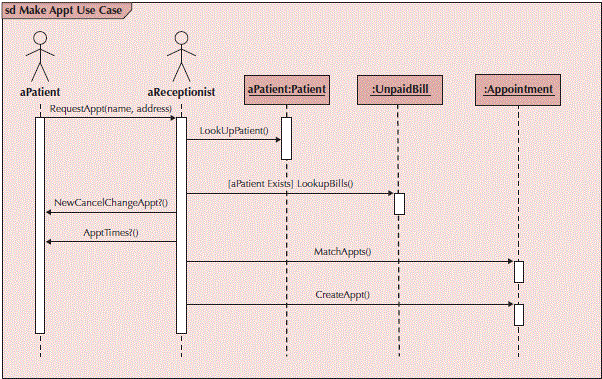 sd Make Appt Use Case
aPatient
aReceptionist
aPatient:Patient
:UnpaidBill
:Appointment
RequestAppt(name, address)
LookUpPatient()
[aPatient Exists] LookupBills()
NewCancelChangeAppt?()
ApptTimes?()
MatchAppts()
CreateAppt()